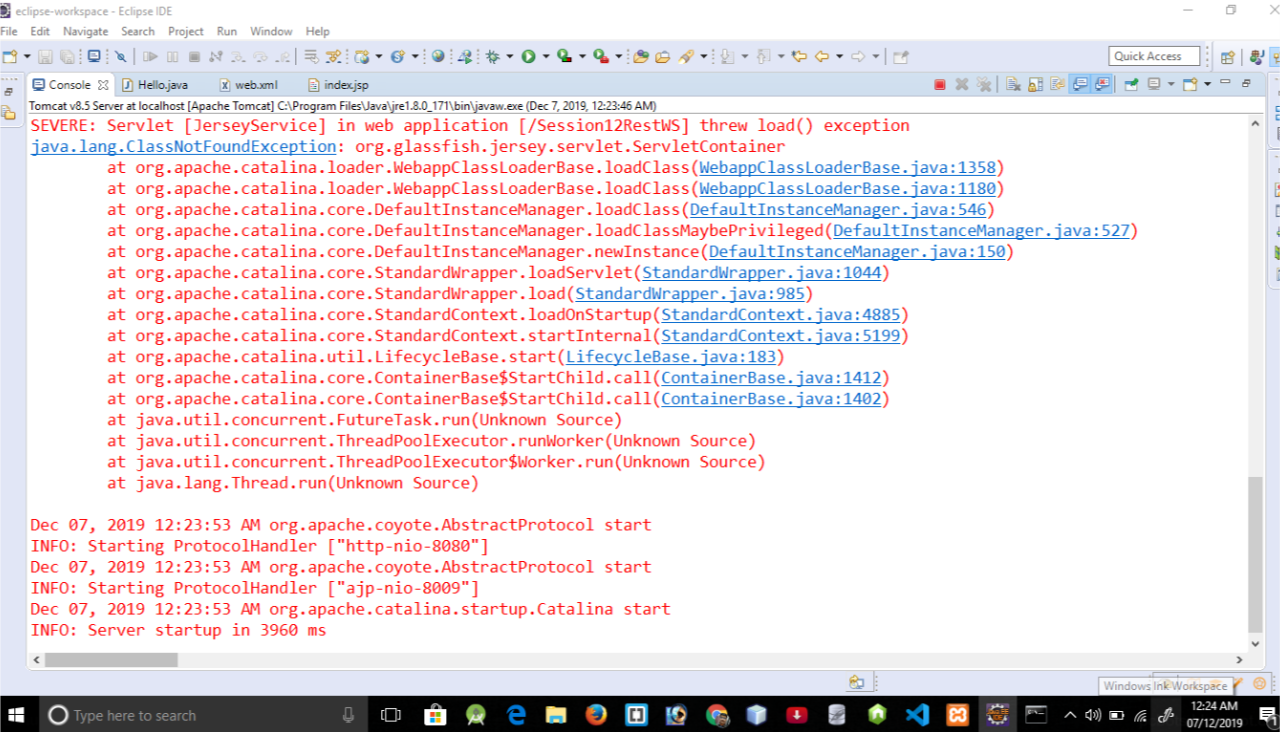 eclipse-workspace - Eclipse IDE
File Edit Navigate Search Project Run Window Help
Quick Access
Console Hello.java web.xml index.jsp
Tomcat v8.5 Server at localhost [Apache Tomcat] C:\Program Files\Java\jre1.8.0_171\bin\javaw.exe (Dec 7, 2019, 12:23:46 AM)
SEVERE: Servlet [JerseyService] in web application [/Session12RestWS] threw load() exception
java.lang.ClassNotFoundException: org.glassfish.jersey.servlet.ServletContainer
at org.apache.catalina.loader.WebappClassLoaderBase.loadClass(WebappClassLoaderBase.java:1358)
at org.apache.catalina.loader.WebappClassLoaderBase.loadClass(WebappClassLoaderBase.java:1180)
at org.apache.catalina.core.DefaultInstanceManager.loadClass(DefaultInstanceManager.java:546)
at org.apache.catalina.core.DefaultInstanceManager.loadClassMaybePrivileged(DefaultInstanceManager.java:527)
at org.apache.catalina.core.DefaultInstanceManager.newInstance(DefaultInstanceManager.java:150)
at org.apache.catalina.core.StandardWrapper.loadServlet(StandardWrapper.java:1044)
at org.apache.catalina.core.StandardWrapper.load(StandardWrapper.java:985)
at org.apache.catalina.core.StandardContext.loadOnStartup(StandardContext.java:4885)
at org.apache.catalina.core.StandardContext.startInternal(StandardContext.java:5199)
at org.apache.catalina.util.LifecycleBase.start(LifecycleBase.java:183)
at org.apache.catalina.core.ContainerBase$StartChild.call(ContainerBase.java:1412)
at org.apache.catalina.core.ContainerBase$StartChild.call(ContainerBase.java:1402)
at java.util.concurrent.FutureTask.run(Unknown Source)
at java.util.concurrent.ThreadPoolExecutor.runWorker(Unknown Source)
at java.util.concurrent.ThreadPoolExecutor$Worker.run(Unknown Source)
at java.lang.Thread.run(Unknown Source)
Dec 07, 2019 12:23:53 AM org.apache.coyote.AbstractProtocol start
INFO: Starting ProtocolHandler ["http-nio-8080"]
Dec 07, 2019 12:23:53 AM org.apache.coyote.AbstractProtocol start
INFO: Starting ProtocolHandler ["ajp-nio-8009"]
Dec 07, 2019 12:23:53 AM org.apache.catalina.startup.Catalina start
INFO: Server startup in 3960 ms
Windows Ink Workspace
Type here to search
12:24 AM
07/12/2019
1